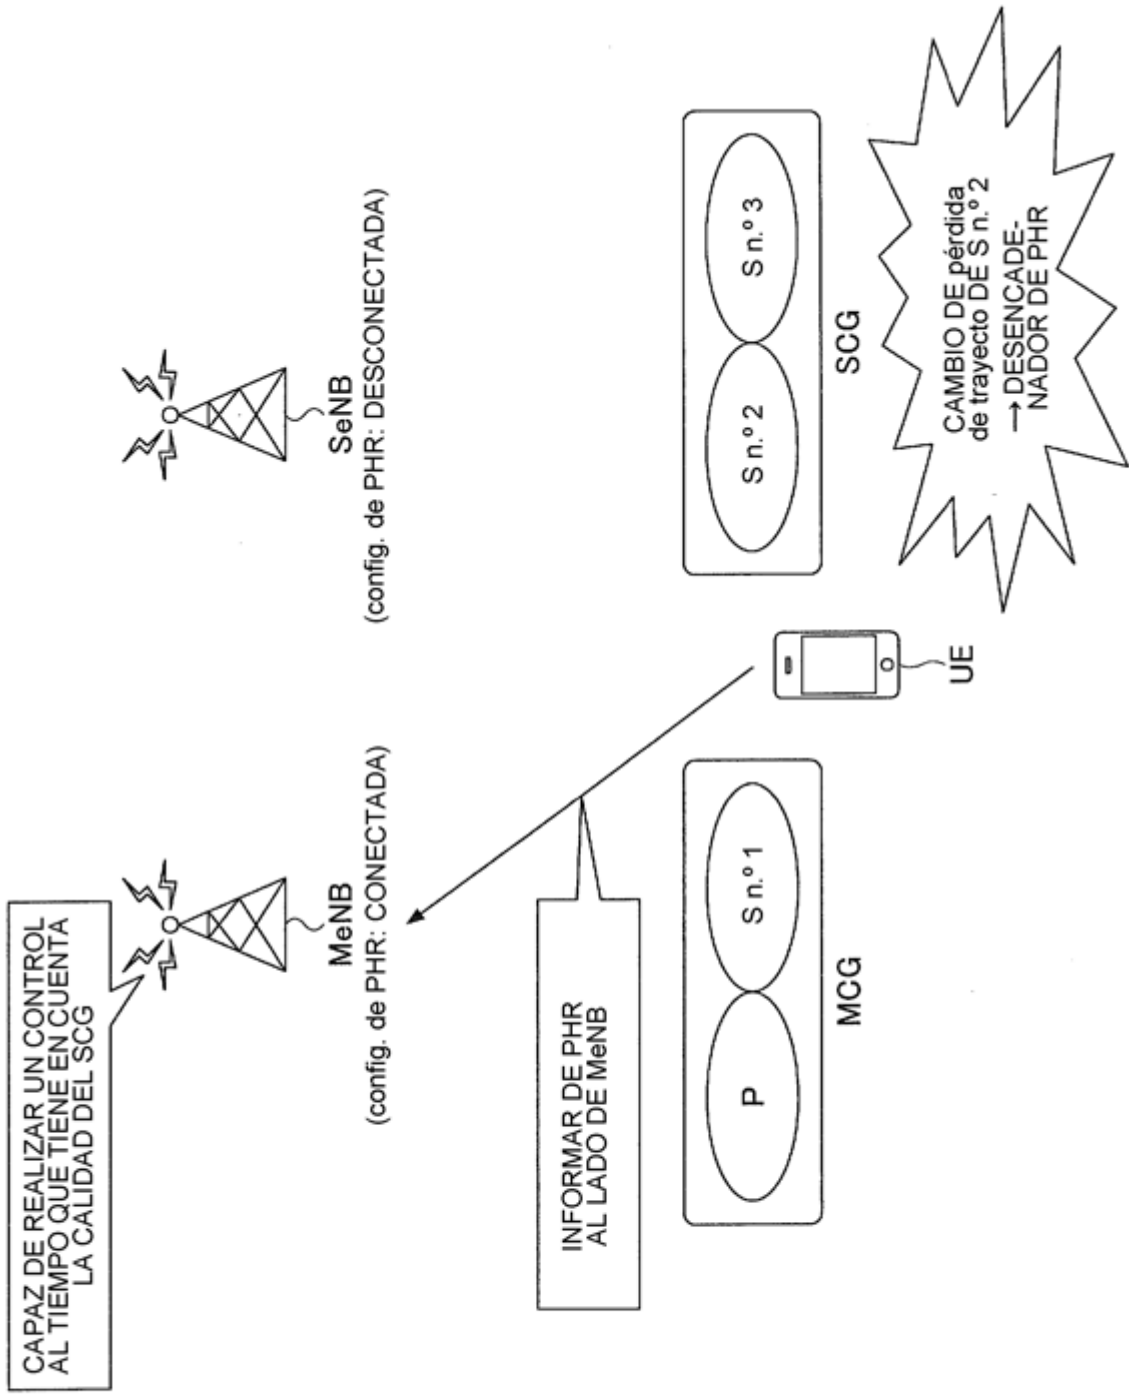 CAPAZ DE REALIZAR UN CONTROL
AL TIEMPO QUE TIENE EN CUENTA
LA CALIDAD DEL SCG
MeNB
(config. de PHR: CONECTADA)
SeNB
(config. de PHR: DESCONECTADA)
INFORMAR DE PHR
AL LADO DE MeNB
P
S n.º 1
MCG
UE
S n.º 2
S n.º 3
SCG
CAMBIO DE pérdida
de trayecto DE S n.º 2
→ DESENCADE-
NADOR DE PHR